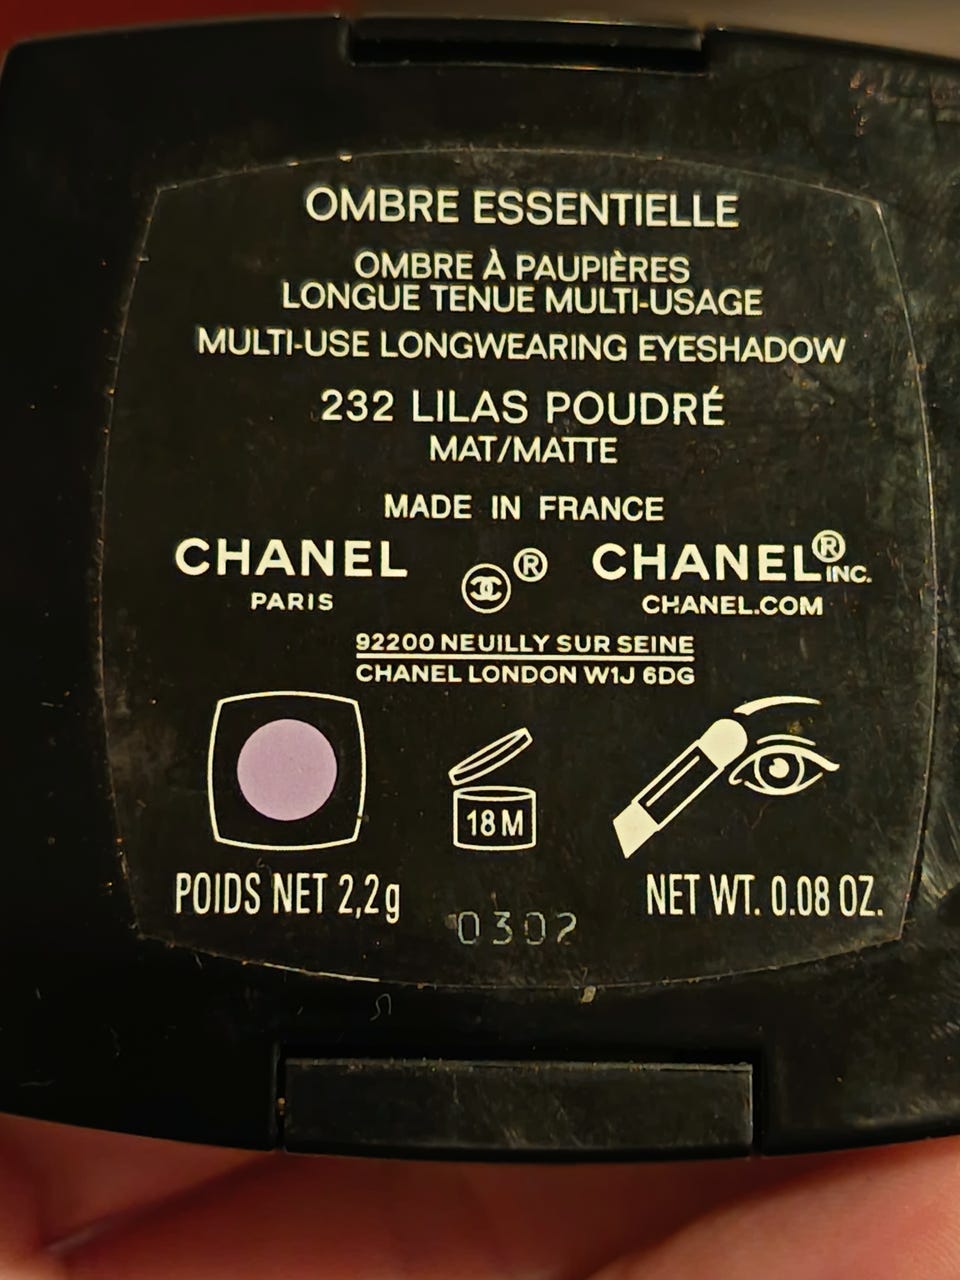 OMBRE ESSENTIELLE
OMBRE À PAUPIÈRES
LONGUE TENUE MULTI-USAGE
MULTI-USE LONGWEARING EYESHADOW
232 LILAS POUDRÉ
MAT/MATTE
MADE IN FRANCE
CHANEL ® CHANEL® INC.
PARIS CHANEL.COM
92200 NEUILLY SUR SEINE
CHANEL LONDON W1J 6DG
18 M
POIDS NET 2,2g NET WT. 0.08 OZ.
0302